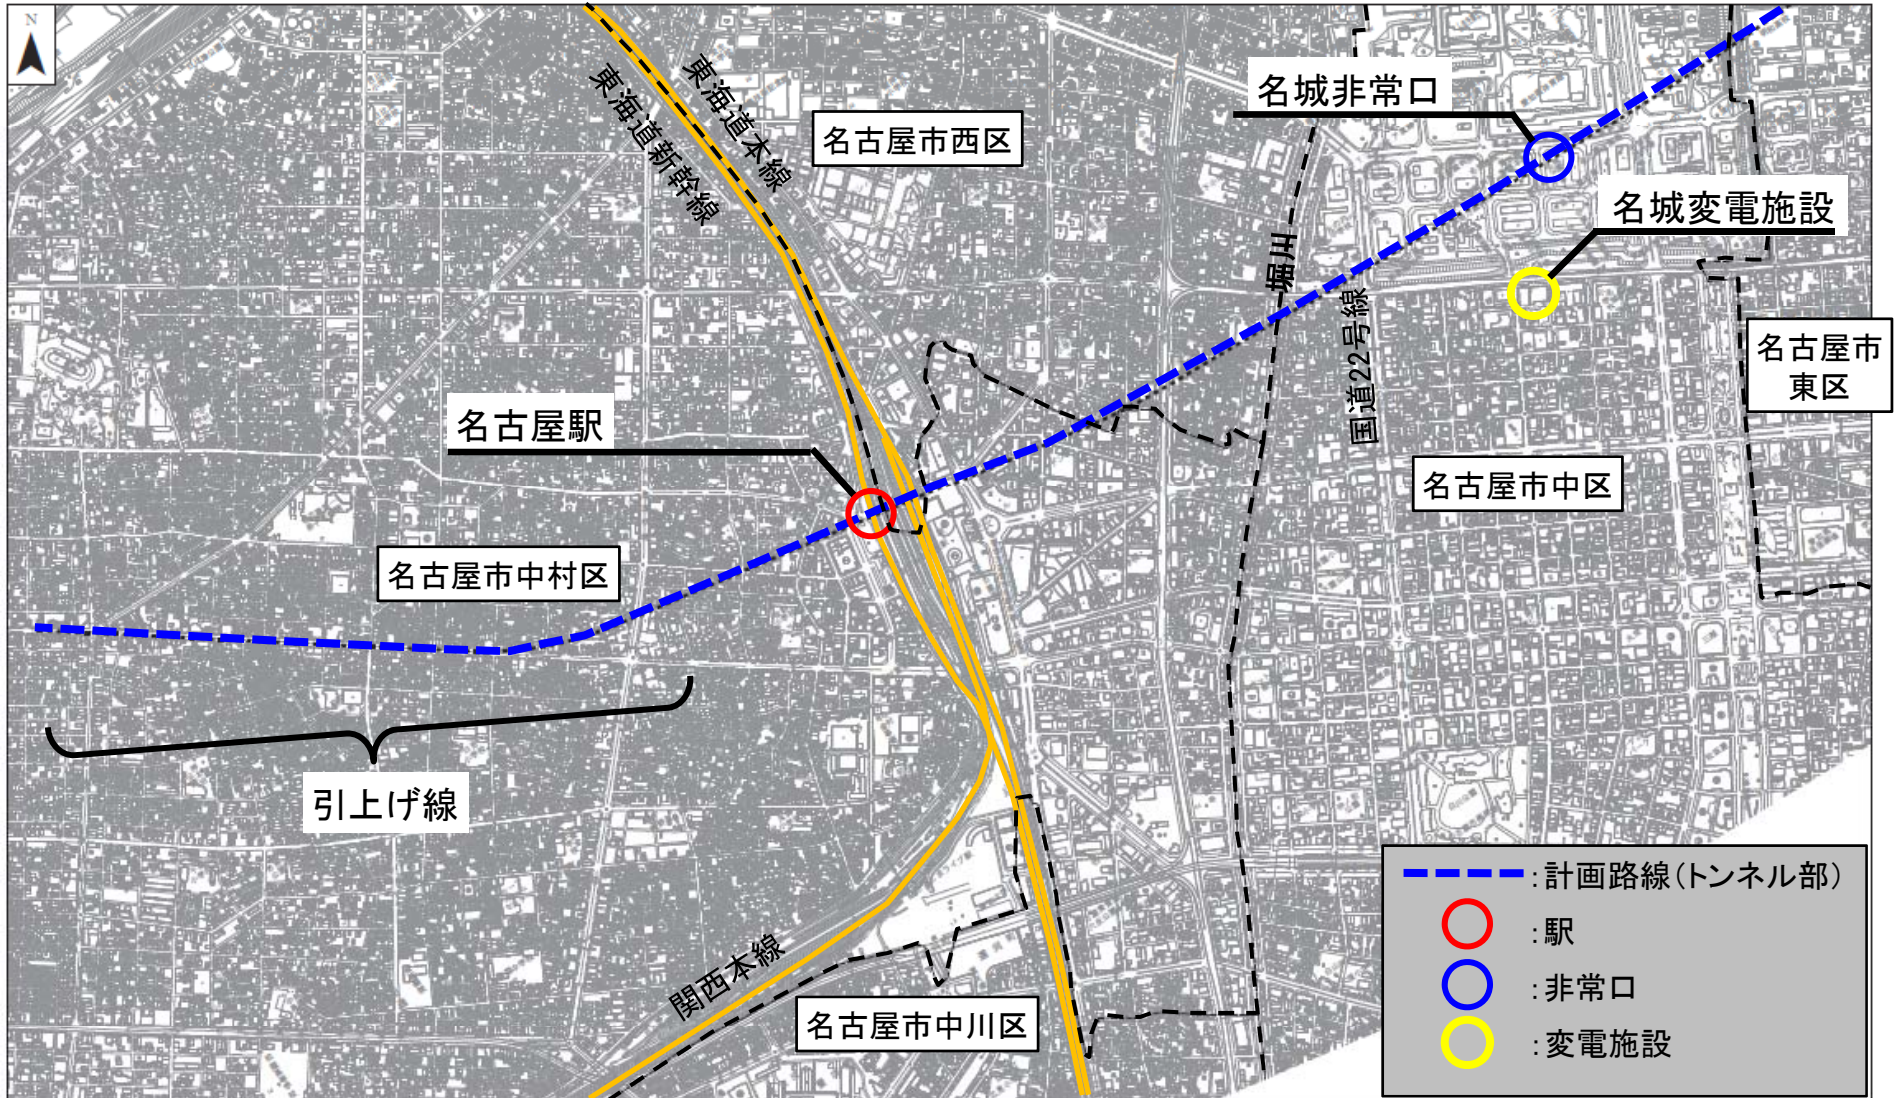 N
東海道本線
東海道新幹線
名古屋市西区
名城非常口
名城変電施設
堀川
国道22号線
名古屋市
東区
名古屋駅
名古屋市中区
名古屋市中村区
引上げ線
関西本線
名古屋市中川区
:計画路線(トンネル部)
:駅
:非常口
:変電施設